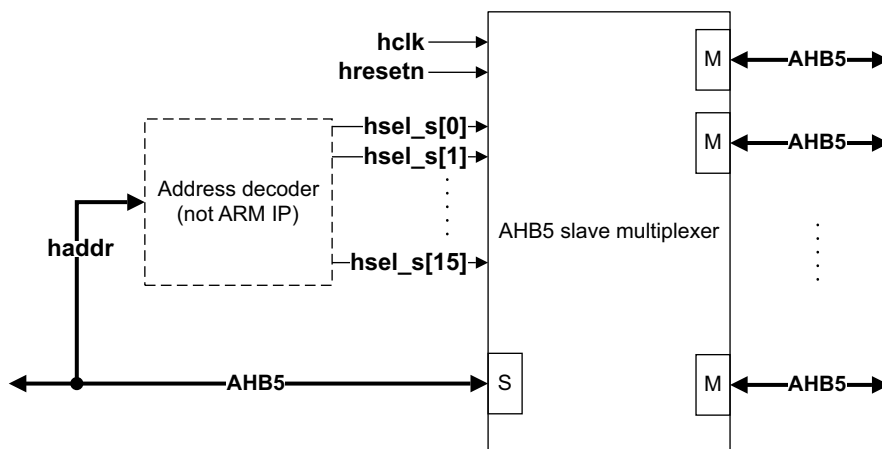 hclk
hresetn
M
AHB5
hsel_s[0]
M
AHB5
hsel_s[1]
Address decoder
(not ARM IP)
AHB5 slave multiplexer
haddr
hsel_s[15]
AHB5
S
M
AHB5